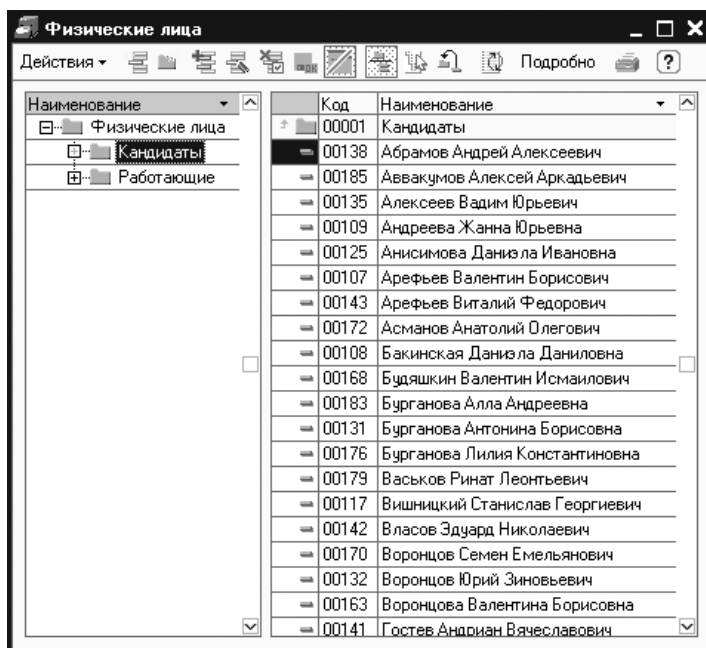 Физические лица
Действия Подробно ?
Наименование
Физические лица
Кандидаты
Работающие
Код Наименование
00001 Кандидаты
00138 Абрамов Андрей Алексеевич
00185 Аввакумов Алексей Аркадьевич
00135 Алексеев Вадим Юрьевич
00109 Андреева Жанна Юрьевна
00125 Анисимова Даниэла Ивановна
00107 Арефьев Валентин Борисович
00143 Арефьев Виталий Федорович
00172 Асманов Анатолий Олегович
00108 Бакинская Даниэла Даниловна
00168 Будяшкин Валентин Исмаилович
00183 Бурганова Алла Андреевна
00131 Бурганова Антонина Борисовна
00176 Бурганова Лилия Константиновна
00179 Васьков Ринат Леонтьевич
00117 Вишницкий Станислав Георгиевич
00142 Власов Эдуард Николаевич
00170 Воронцов Семен Емельянович
00132 Воронцов Юрий Зиновьевич
00163 Воронцова Валентина Борисовна
00141 Гостев Андриан Вячеславович